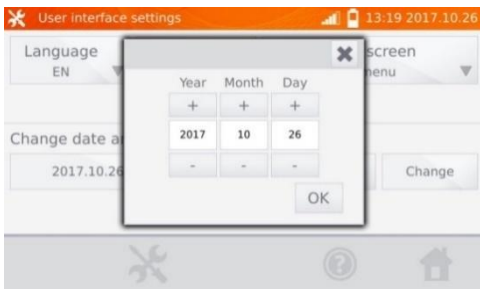 User interface settings 13:19 2017.10.26
Language screen
EN menu
Year Month Day
+ + +
2017 10 26
- - -
Change date a
2017.10.26 Change
OK